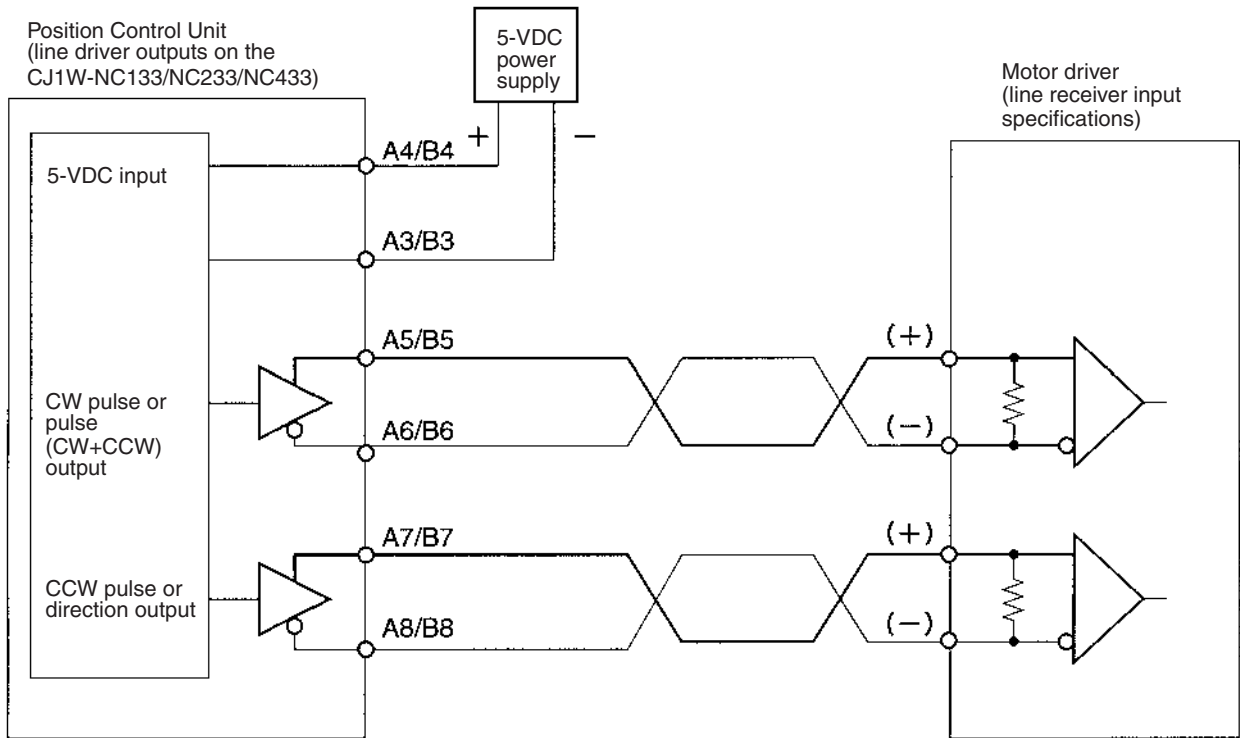 Position Control Unit
(line driver outputs on the
CJ1W-NC133/NC233/NC433)
5-VDC
power
supply
Motor driver
(line receiver input
specifications)
+
−
A4/B4
5-VDC input
A3/B3
A5/B5
(+)
CW pulse or
pulse
(CW+CCW)
output
A6/B6
(−)
A7/B7
(+)
CCW pulse or
direction output
A8/B8
(−)